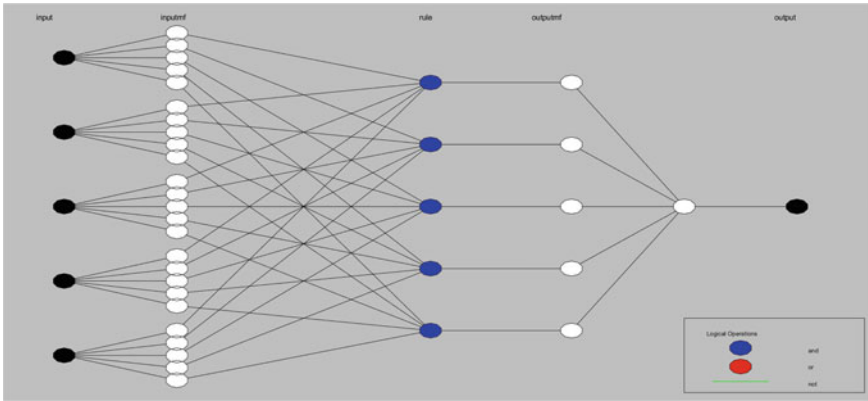 input inputmf rule outputmf output
Logical Operations
and
or
not